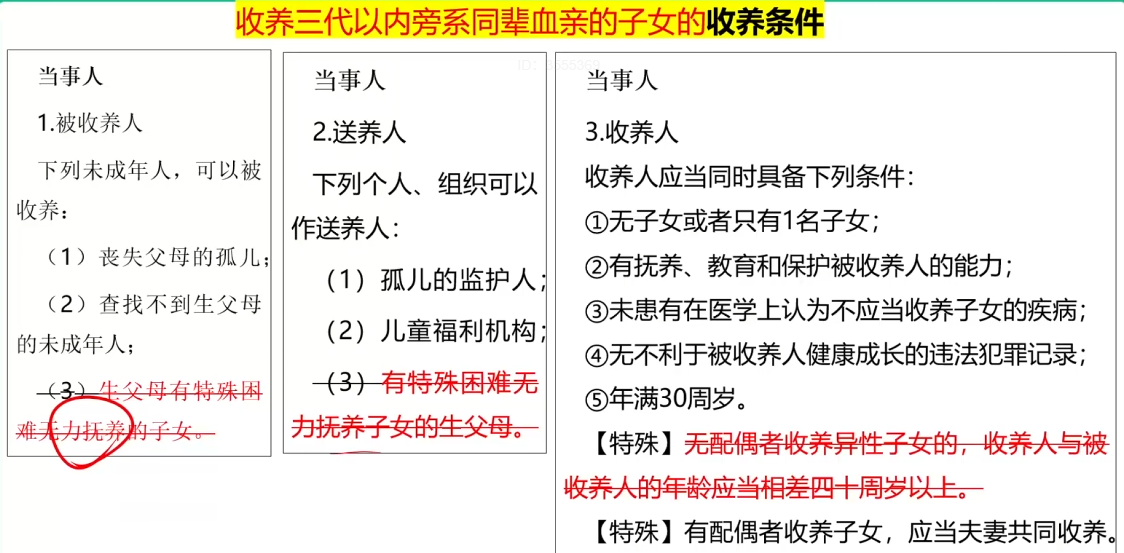 收养三代以内旁系同辈血亲的子女的收养条件
当事人
1.被收养人
下列未成年人，可以被
收养：
（1）丧失父母的孤儿；
（2）查找不到生父母
的未成年人；
（3）生父母有特殊困
难无力抚养的子女。
当事人
2.送养人
下列个人、组织可以
作送养人：
（1）孤儿的监护人；
（2）儿童福利机构；
（3）有特殊困难无
力抚养子女的生父母。
ID: 3655369
当事人
3.收养人
收养人应当同时具备下列条件：
①无子女或者只有1名子女；
②有抚养、教育和保护被收养人的能力；
③未患有在医学上认为不应当收养子女的疾病；
④无不利于被收养人健康成长的违法犯罪记录；
⑤年满30周岁。
【特殊】无配偶者收养异性子女的，收养人与被
收养人的年龄应当相差四十周岁以上。
【特殊】有配偶者收养子女，应当夫妻共同收养。